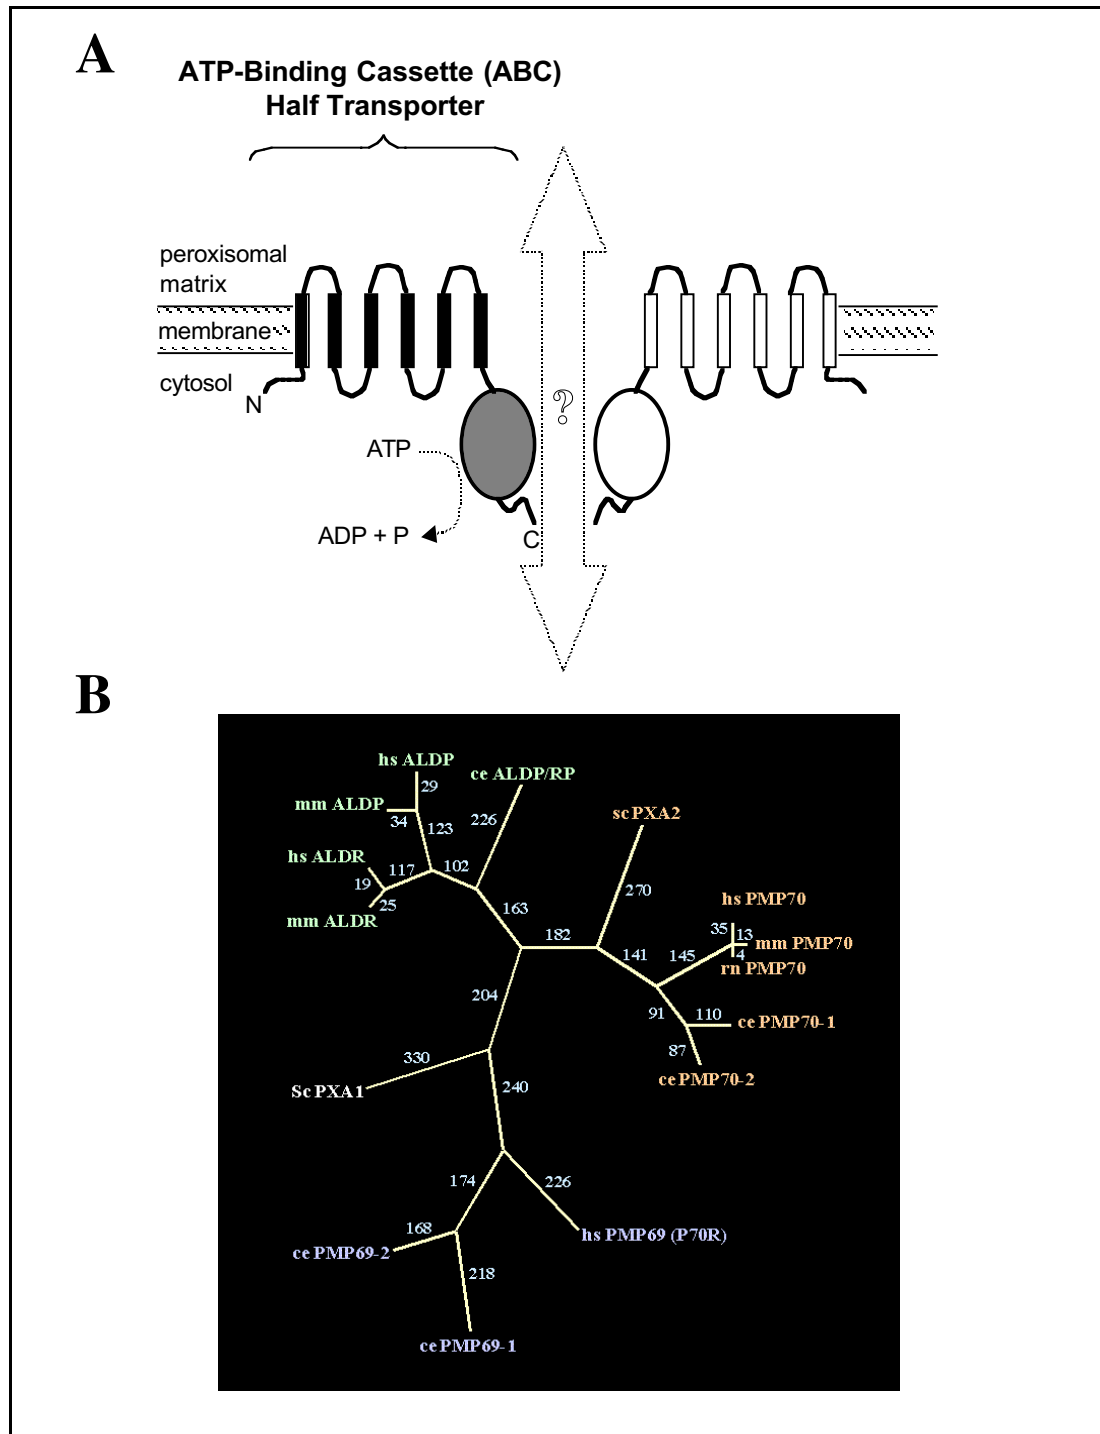 A
ATP-Binding Cassette (ABC)
Half Transporter
peroxisomal
matrix
membrane
cytosol
N
?
ATP
ADP + P
C
B
hs ALDP
ce ALDP/RP
29
mm ALDP
scPXA2
34
226
123
hs ALDR
117
102
19
25
270
hs PMP70
mm ALDR
163
35
13
182
mm PMP70
141
145
4
rn PMP70
204
91
110
ce PMP70-1
330
87
ce PMP70-2
Sc PXA1
240
174
226
168
hs PMP69 (P70R)
ce PMP69-2
218
ce PMP69-1